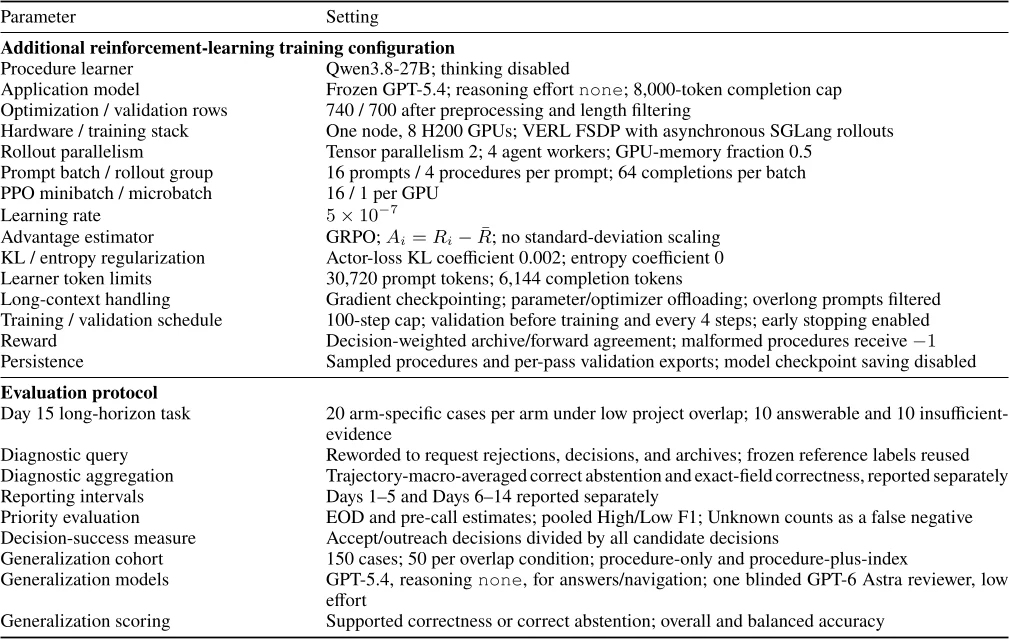 Parameter Setting
Additional reinforcement-learning training configuration
Procedure learner Qwen3.8-27B; thinking disabled
Application model Frozen GPT-5.4; reasoning effort none; 8,000-token completion cap
Optimization / validation rows 740 / 700 after preprocessing and length filtering
Hardware / training stack One node, 8 H200 GPUs; VERL FSDP with asynchronous SGLang rollouts
Rollout parallelism Tensor parallelism 2; 4 agent workers; GPU-memory fraction 0.5
Prompt batch / rollout group 16 prompts / 4 procedures per prompt; 64 completions per batch
PPO minibatch / microbatch 16 / 1 per GPU
Learning rate 5 × 10⁻⁷
Advantage estimator GRPO; Aᵢ = Rᵢ − R̄; no standard-deviation scaling
KL / entropy regularization Actor-loss KL coefficient 0.002; entropy coefficient 0
Learner token limits 30,720 prompt tokens; 6,144 completion tokens
Long-context handling Gradient checkpointing; parameter/optimizer offloading; overlong prompts filtered
Training / validation schedule 100-step cap; validation before training and every 4 steps; early stopping enabled
Reward Decision-weighted archive/forward agreement; malformed procedures receive −1
Persistence Sampled procedures and per-pass validation exports; model checkpoint saving disabled
Evaluation protocol
Day 15 long-horizon task 20 arm-specific cases per arm under low project overlap; 10 answerable and 10 insufficient-
evidence
Diagnostic query Reworded to request rejections, decisions, and archives; frozen reference labels reused
Diagnostic aggregation Trajectory-macro-averaged correct abstention and exact-field correctness, reported separately
Reporting intervals Days 1–5 and Days 6–14 reported separately
Priority evaluation EOD and pre-call estimates; pooled High/Low F1; Unknown counts as a false negative
Decision-success measure Accept/outreach decisions divided by all candidate decisions
Generalization cohort 150 cases; 50 per overlap condition; procedure-only and procedure-plus-index
Generalization models GPT-5.4, reasoning none, for answers/navigation; one blinded GPT-6 Astra reviewer, low
effort
Generalization scoring Supported correctness or correct abstention; overall and balanced accuracy